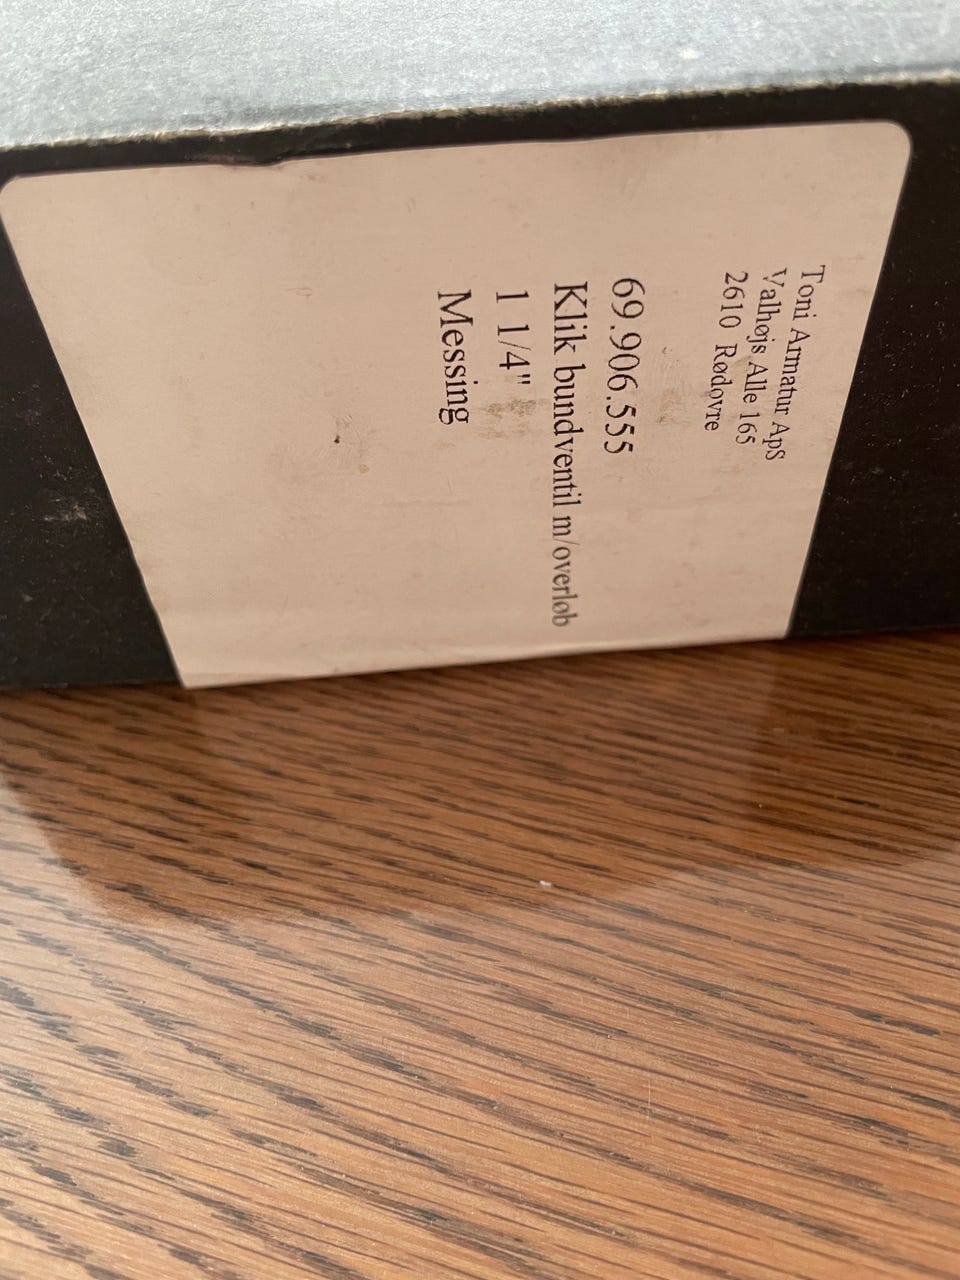 Toni Armatur ApS
Valhøjs Alle 165
2610 Rødovre
69.906.555
Klik bundventil m/overløb
1 1/4"
Messing